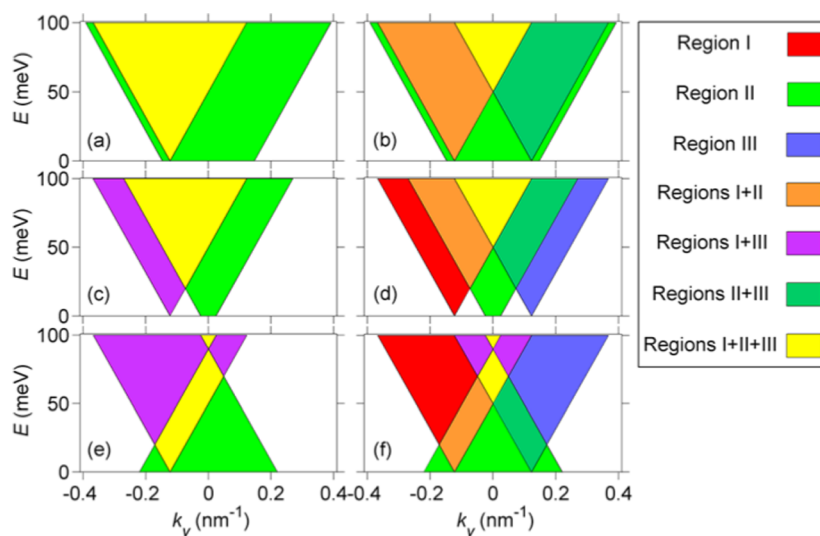 100
50
0
E (meV)
(a)
(b)
100
50
0
E (meV)
(c)
(d)
100
50
0
E (meV)
(e)
(f)
-0.4 -0.2 0 0.2 0.4
-0.4 -0.2 0 0.2 0.4
ky (nm-1)
ky (nm-1)
Region I
Region II
Region III
Regions I+II
Regions I+III
Regions II+III
Regions I+II+III